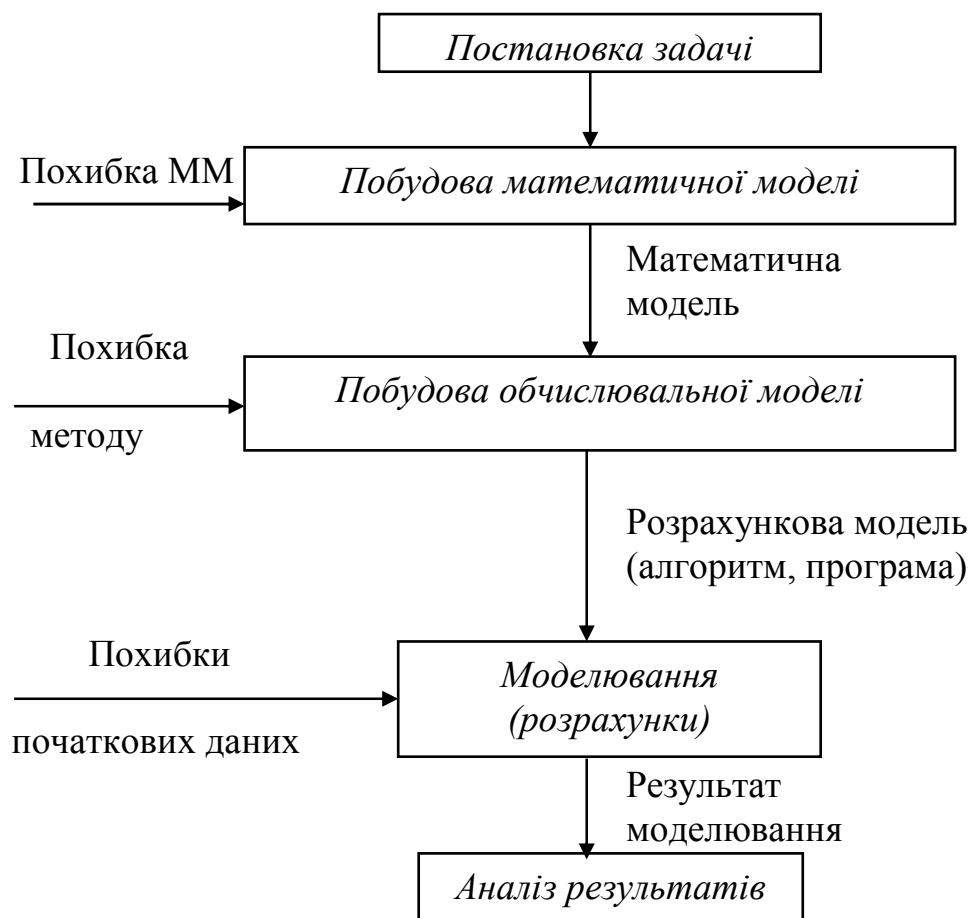 Постановка задачі
Похибка ММ
Побудова математичної моделі
Математична
модель
Похибка
методу
Побудова обчислювальної моделі
Розрахункова модель
(алгоритм, програма)
Похибки
початкових даних
Моделювання
(розрахунки)
Результат
моделювання
Аналіз результатів